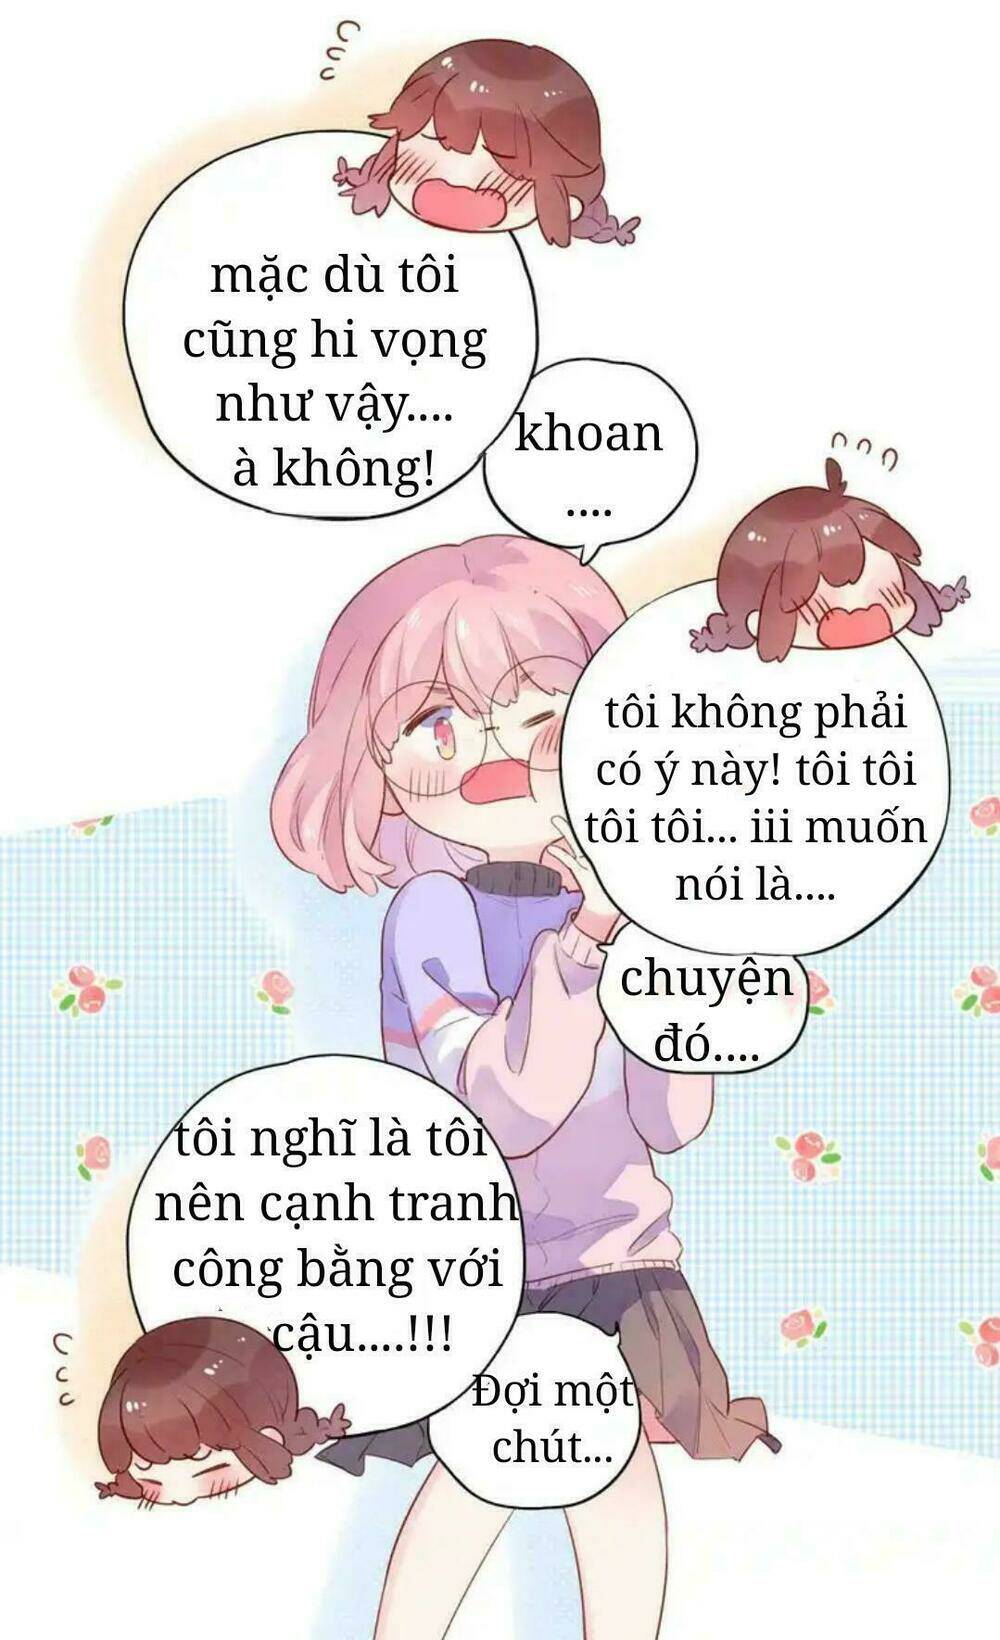 mặc dù tôi
cũng hi vọng
như vậy....
à không!
khoan
....
tôi không phải
có ý này! tôi tôi
tôi tôi... iii muốn
nói là....
chuyện
đó....
tôi nghĩ là tôi
nên cạnh tranh
công bằng với
cậu....!!!
Đợi một
chút...